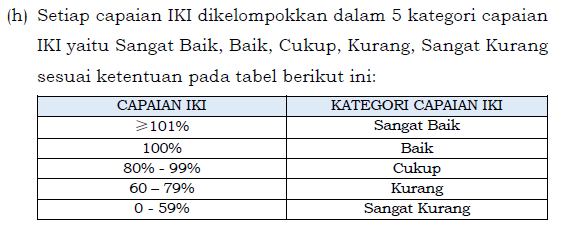 (h) Setiap capaian IKI dikelompokkan dalam 5 kategori capaian
IKI yaitu Sangat Baik, Baik, Cukup, Kurang, Sangat Kurang
sesuai ketentuan pada tabel berikut ini:
CAPAIAN IKI KATEGORI CAPAIAN IKI
⩾101% Sangat Baik
100% Baik
80% - 99% Cukup
60 – 79% Kurang
0 - 59% Sangat Kurang